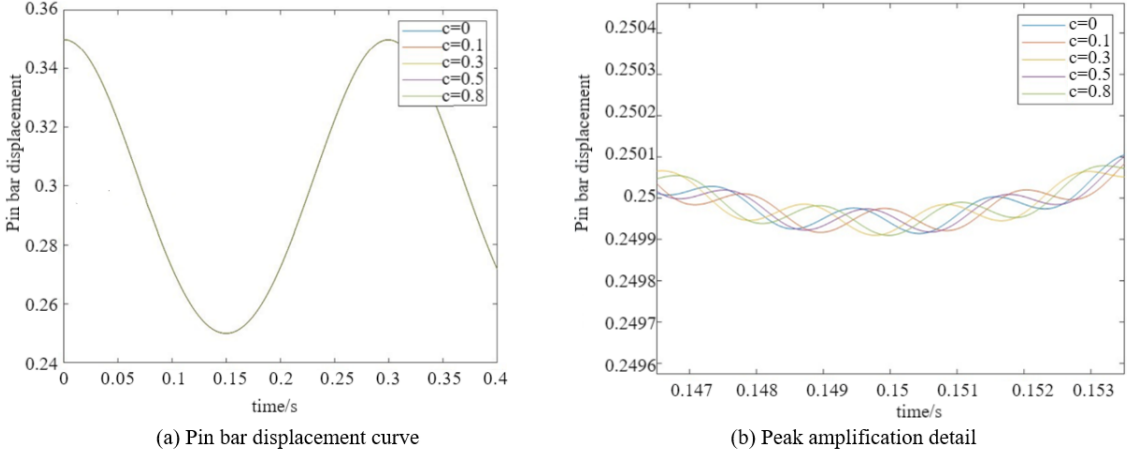 0.36
0.34
0.32
0.3
0.28
0.26
0.24
Pin bar displacement
0
0.05
0.1
0.15
0.2
0.25
0.3
0.35
0.4
time/s
c=0
c=0.1
c=0.3
c=0.5
c=0.8
(a) Pin bar displacement curve
0.2504
0.2503
0.2502
0.2501
0.25
0.2499
0.2498
0.2497
0.2496
Pin bar displacement
0.147
0.148
0.149
0.15
0.151
0.152
0.153
time/s
c=0
c=0.1
c=0.3
c=0.5
c=0.8
(b) Peak amplification detail